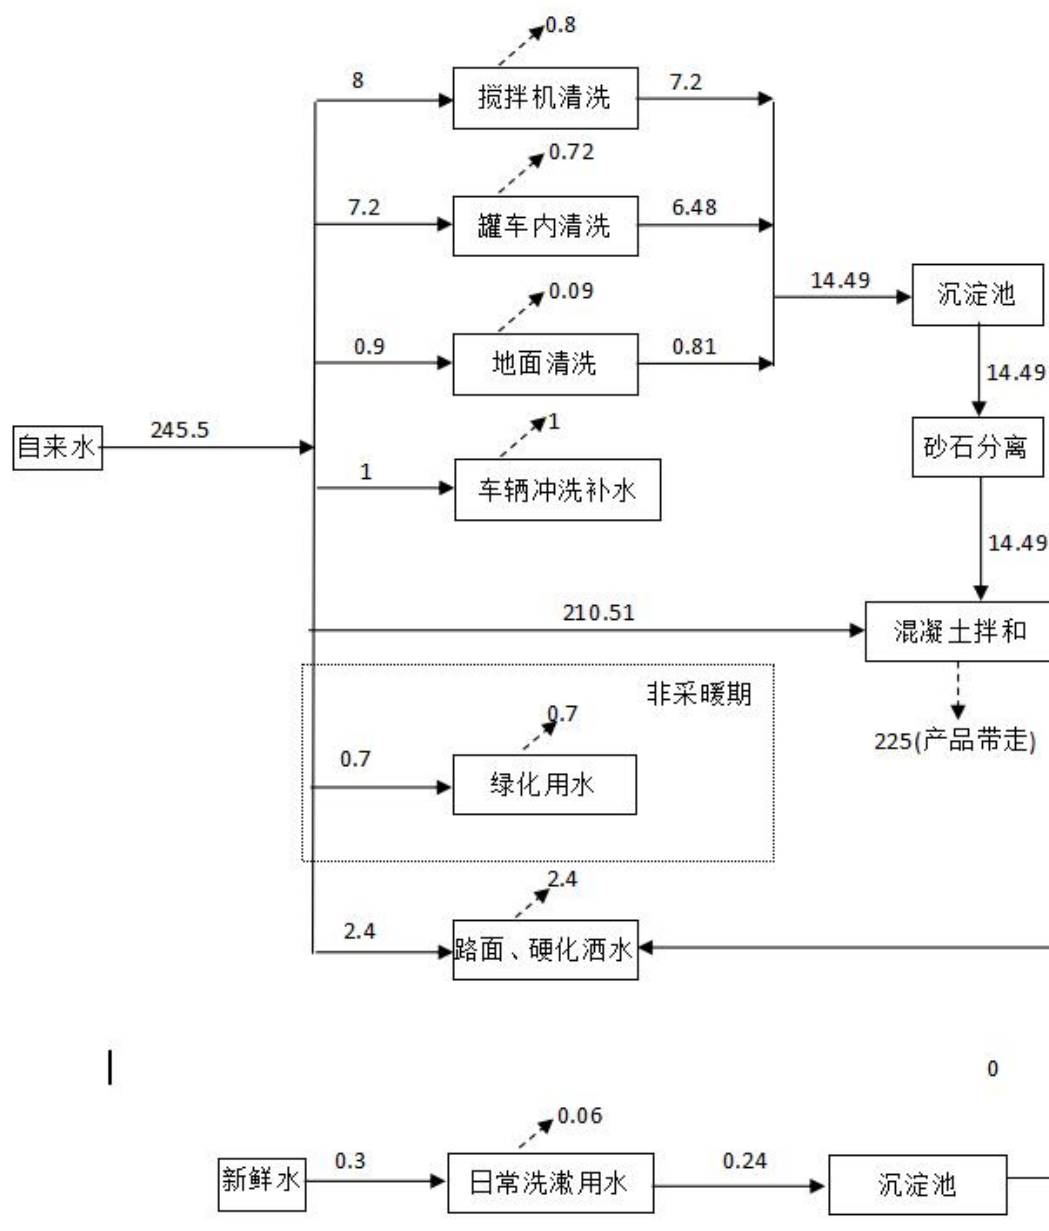 0.8
8
搅拌机清洗
7.2
0.72
7.2
罐车内清洗
6.48
14.49
沉淀池
0.09
0.9
地面清洗
0.81
14.49
自来水
245.5
1
1
车辆冲洗补水
砂石分离
14.49
210.51
混凝土拌和
非采暖期
0.7
225(产品带走)
0.7
绿化用水
2.4
2.4
路面、硬化洒水
0
0.06
新鲜水
0.3
日常洗漱用水
0.24
沉淀池